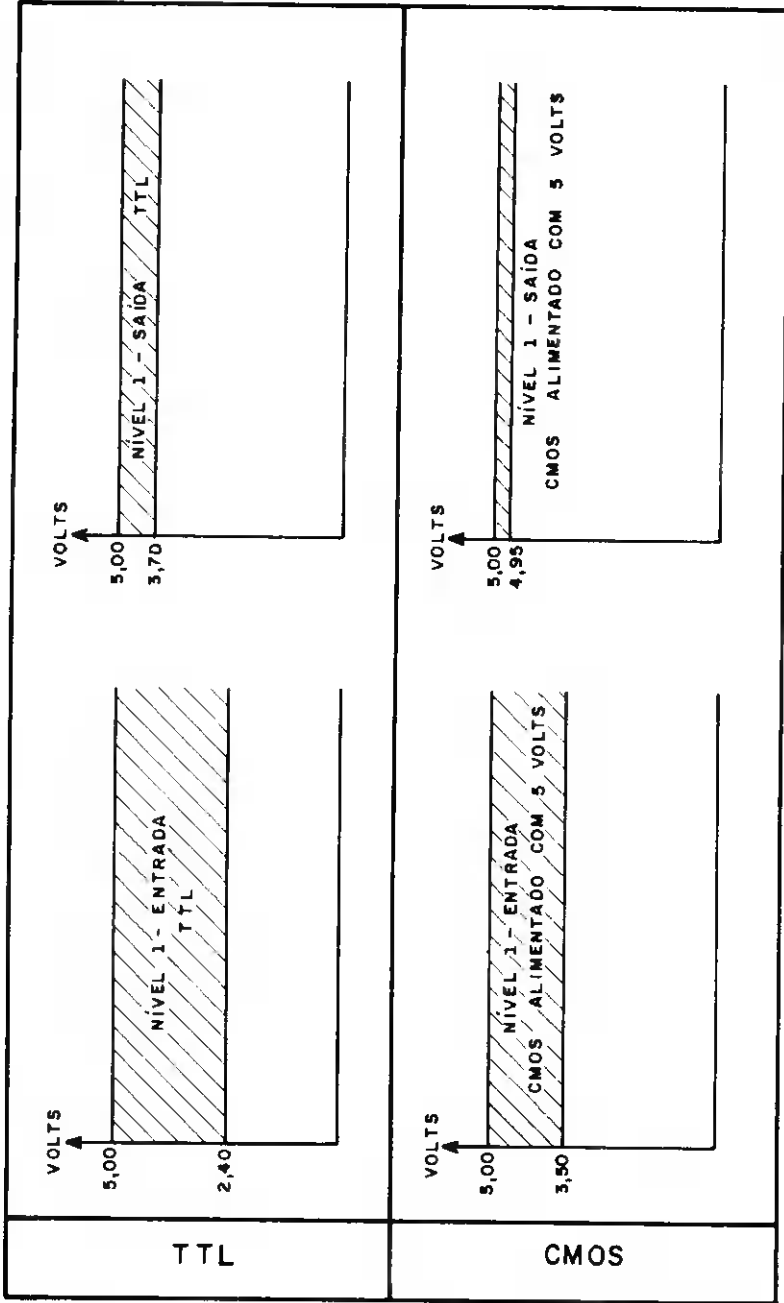 TTL
VOLTS
5,00
2,40
NÍVEL 1 - ENTRADA
TTL
VOLTS
5,00
3,70
NÍVEL 1 - SAÍDA TTL
CMOS
VOLTS
5,00
3,50
NÍVEL 1 - ENTRADA
CMOS ALIMENTADO COM 5 VOLTS
VOLTS
5,00
4,95
NÍVEL 1 - SAÍDA
CMOS ALIMENTADO COM 5 VOLTS